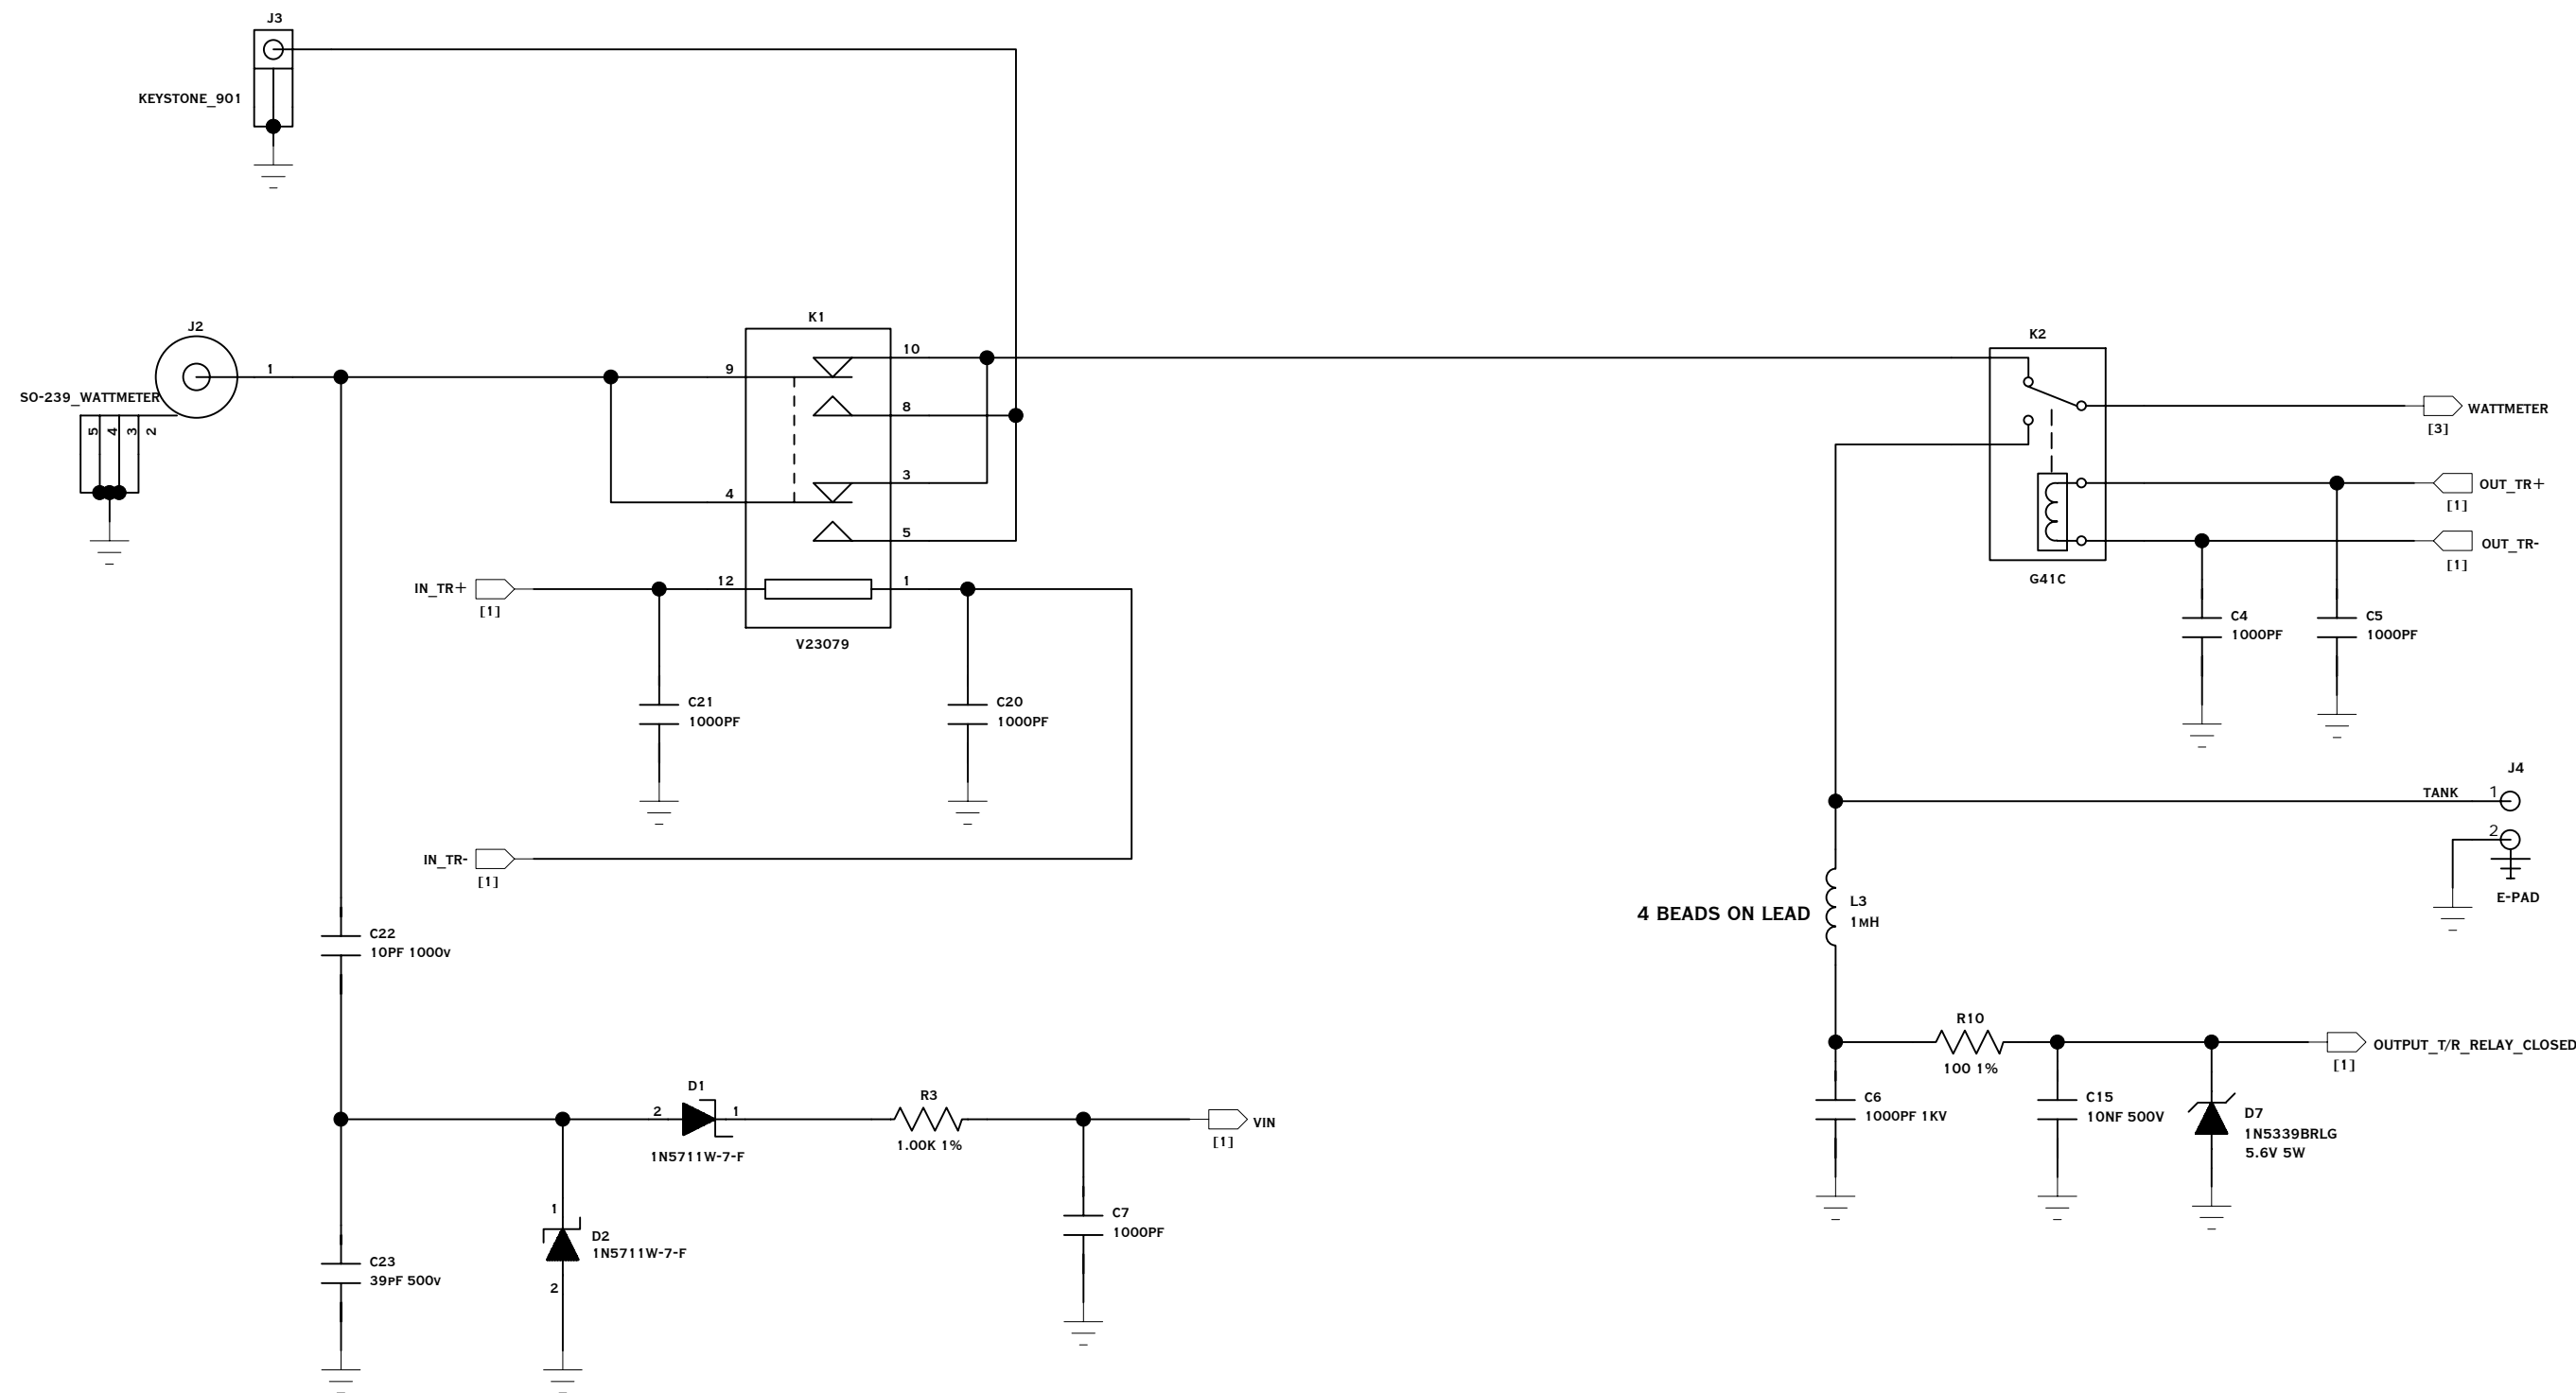 J3
KEYSTONE_901
J2
1
SO-239_WATTMETER
5
4
3
2
K1
10
9
8
3
4
5
12
1
V23079
IN_TR+
[1]
C21
1000PF
C20
1000PF
IN_TR-
[1]
K2
G41C
WATTMETER
[3]
OUT_TR+
[1]
OUT_TR-
[1]
C4
1000PF
C5
1000PF
J4
TANK
1
2
E-PAD
4 BEADS ON LEAD
L3
1MH
C22
10PF 1000V
R10
100 1%
OUTPUT_T/R_RELAY_CLOSED
[1]
C6
1000PF 1KV
C15
10NF 500V
D7
1N5339BRLG
5.6V 5W
D1
2
1
1N5711W-7-F
R3
1.00K 1%
VIN
[1]
C7
1000PF
1
D2
1N5711W-7-F
2
C23
39PF 500V